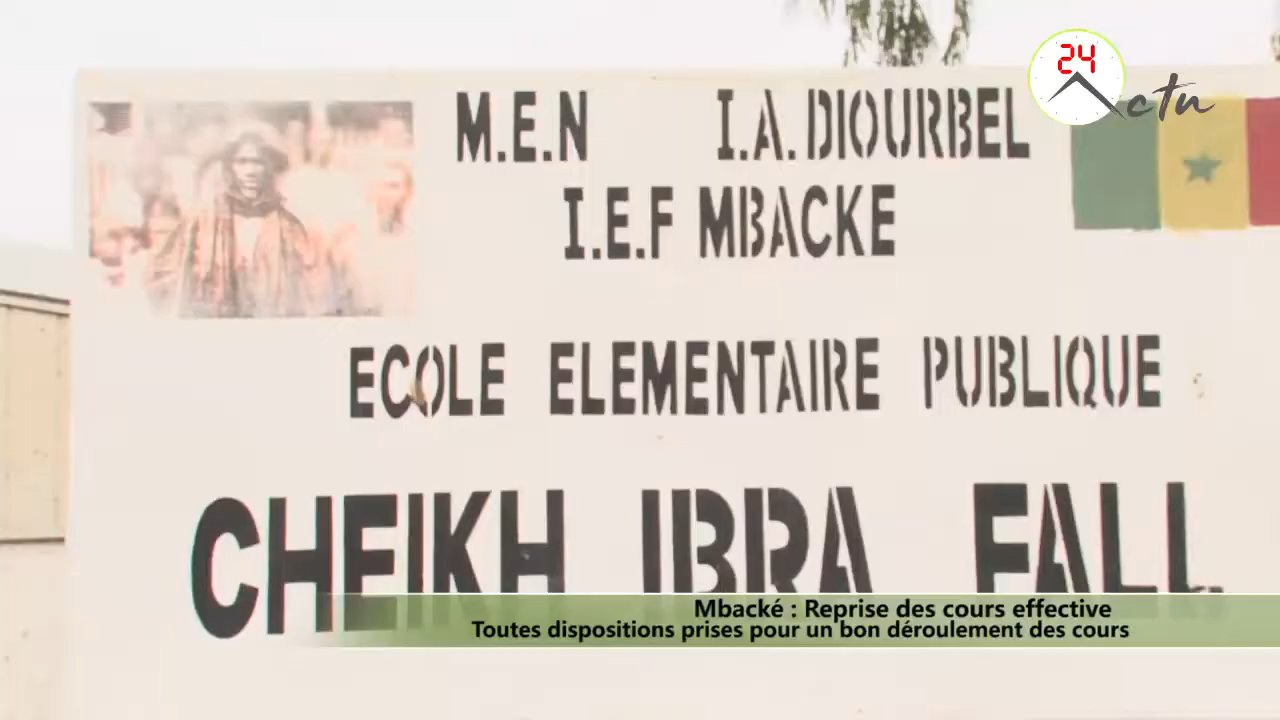 24
Actu
M.E.N I.A. DIOURBEL
I.E.F MBACKE
ECOLE ELEMENTAIRE PUBLIQUE
CHEIKH IBRA FALL
Mbacké : Reprise des cours effective
Toutes dispositions prises pour un bon déroulement des cours